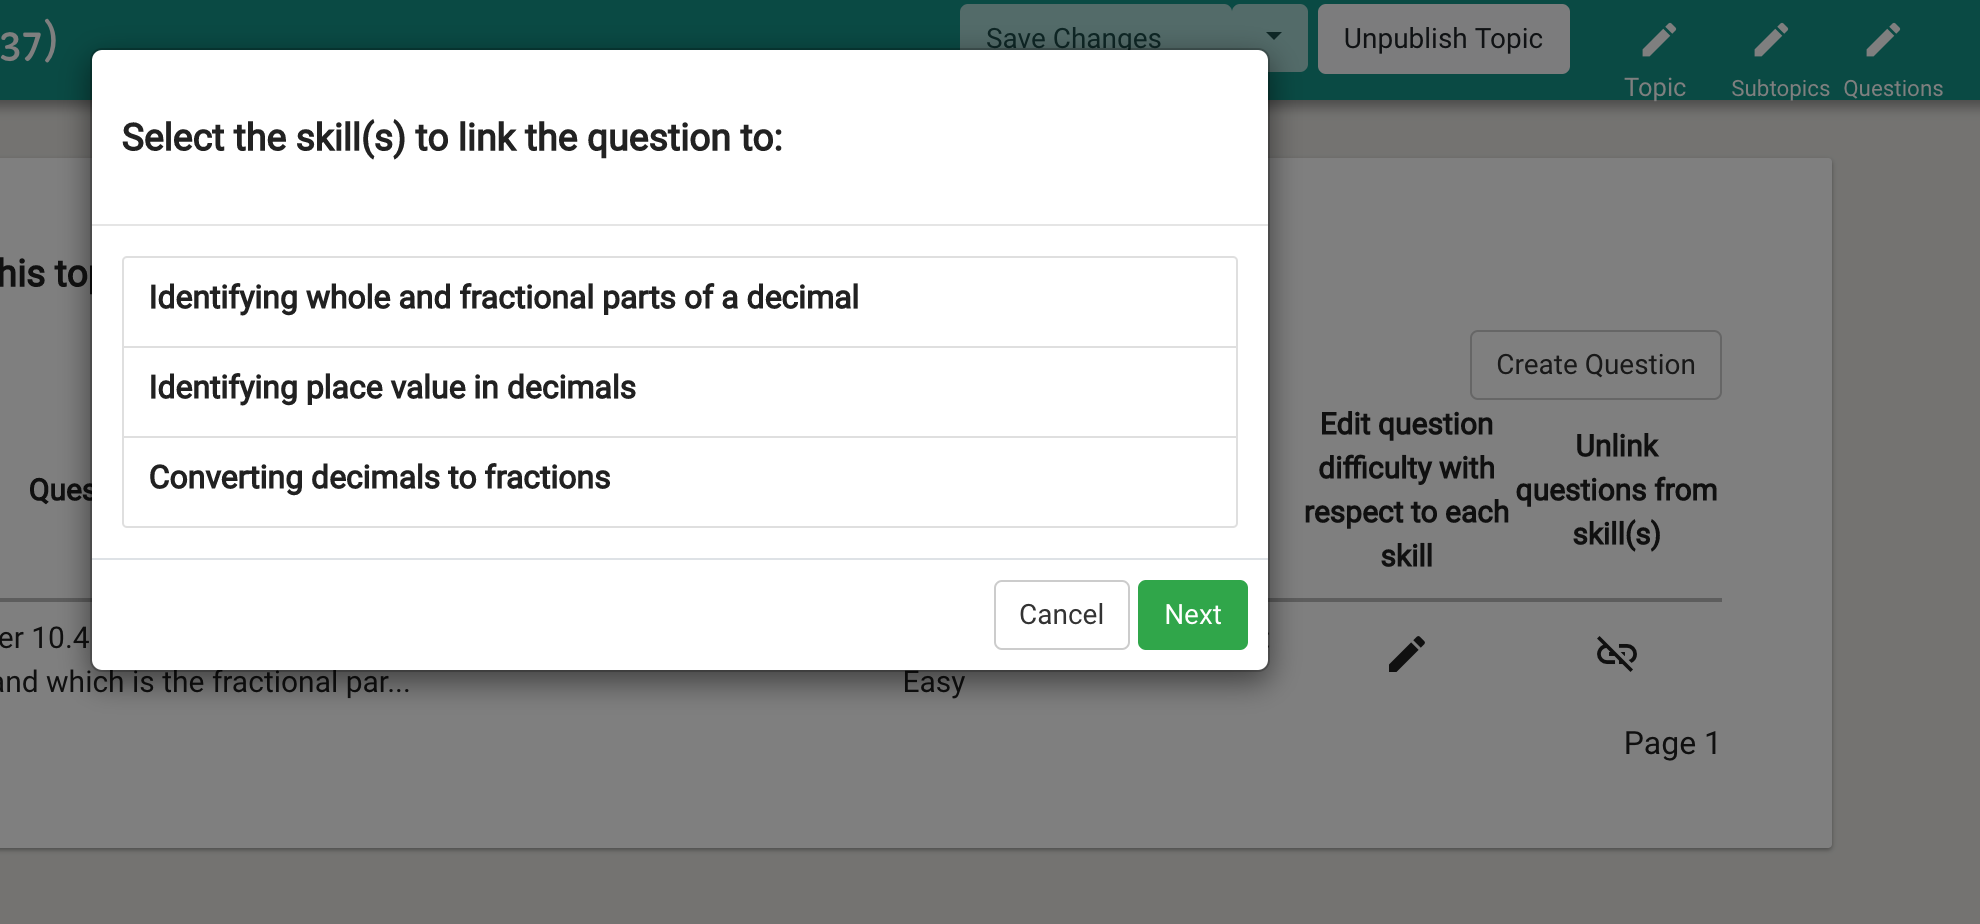 37)
Save Changes
Unpublish Topic
Topic
Subtopics
Questions
Select the skill(s) to link the question to:
his top
Identifying whole and fractional parts of a decimal
Identifying place value in decimals
Converting decimals to fractions
Create Question
Ques
Edit question
difficulty with
respect to each
skill
Unlink
questions from
skill(s)
Cancel
Next
er 10.4
and which is the fractional par...
Easy
Page 1